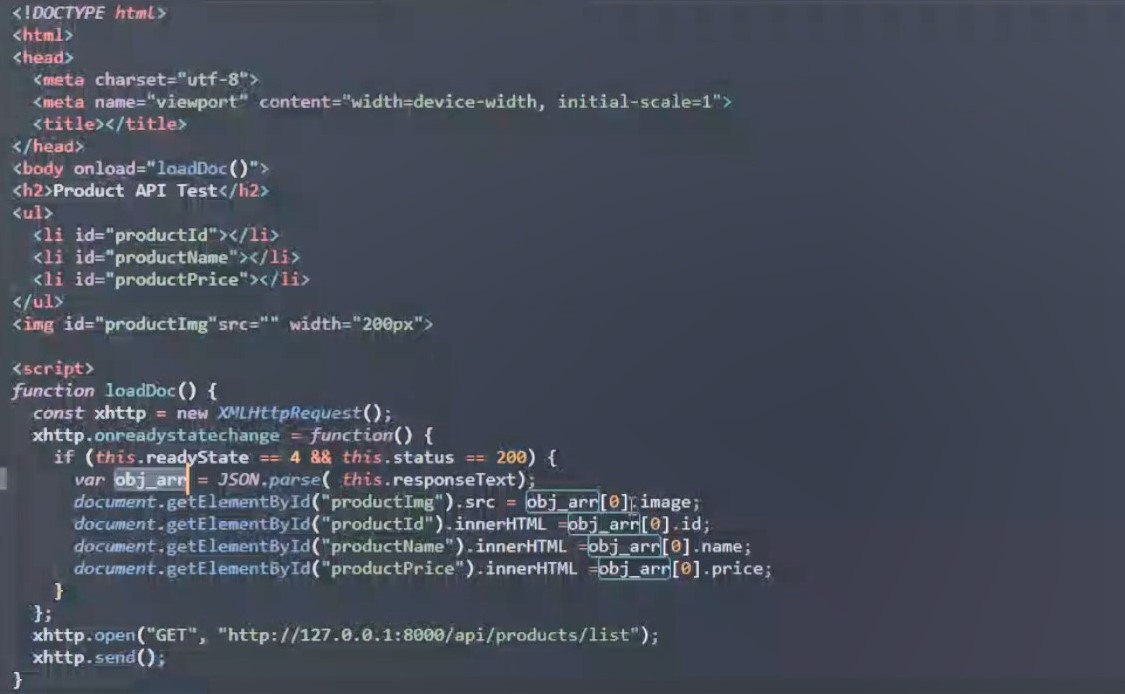 <!DOCTYPE html>
<html>
<head>
  <meta charset="utf-8">
  <meta name="viewport" content="width=device-width, initial-scale=1">
  <title></title>
</head>
<body onload="loadDoc()">
<h2>Product API Test</h2>
<ul>
  <li id="productId"></li>
  <li id="productName"></li>
  <li id="productPrice"></li>
</ul>
<img id="productImg"src="" width="200px">

<script>
function loadDoc() {
  const xhttp = new XMLHttpRequest();
  xhttp.onreadystatechange = function() {
    if (this.readyState == 4 && this.status == 200) {
      var obj_arr = JSON.parse( this.responseText);
      document.getElementById("productImg").src = obj_arr[0].image;
      document.getElementById("productId").innerHTML =obj_arr[0].id;
      document.getElementById("productName").innerHTML =obj_arr[0].name;
      document.getElementById("productPrice").innerHTML =obj_arr[0].price;
    }
  };
  xhttp.open("GET", "http://127.0.0.1:8000/api/products/list");
  xhttp.send();
}